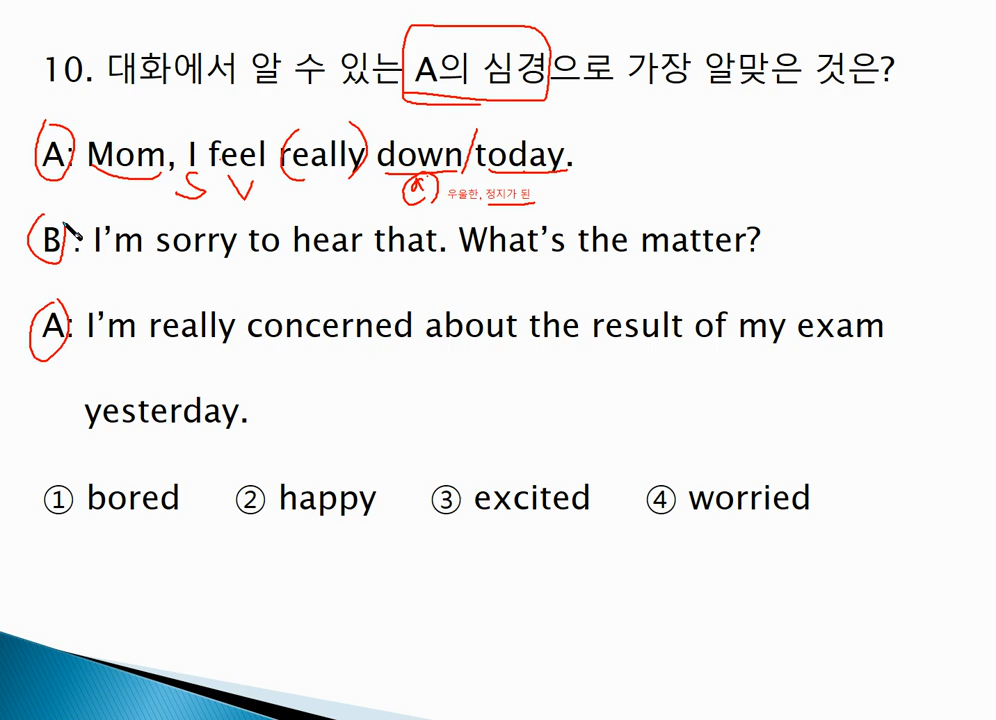 10. 대화에서 알 수 있는 A의 심경으로 가장 알맞은 것은?
A: Mom, I feel really down/today.
S V
우울한, 정지가 된
B: I’m sorry to hear that. What’s the matter?
A: I’m really concerned about the result of my exam
yesterday.
① bored ② happy ③ excited ④ worried